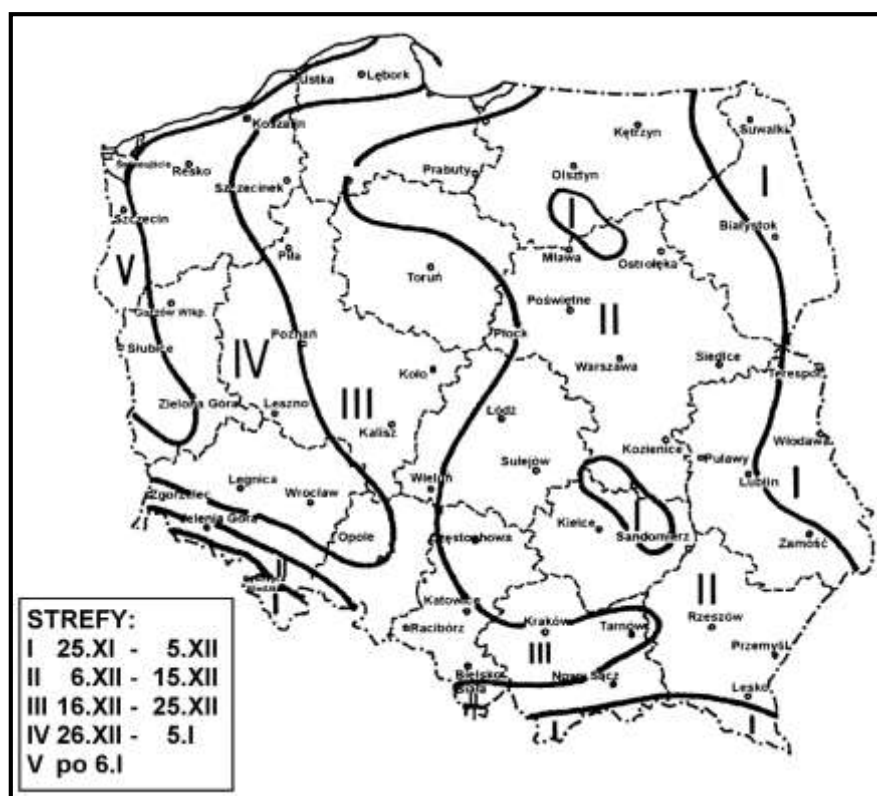 Ustka
Lębork
Koszalin
Resko
Szczecinek
Prabuty
Kętrzyn
Olsztyn
Suwałki
I
I
Szczecin
V
Piła
Toruń
Mława
Ostrołęka
Białystok
Gorzów Wlkp.
Poświętne
II
Słubice
IV
Poznań
Płock
Warszawa
Siedlce
Terespol
Koło
III
Zielona Góra
Leszno
Kalisz
Łódź
Kozienice
Włodawa
Sulejów
Puławy
Lublin
I
Zgorzelec
Legnica
Wrocław
Wieluń
I
Jelenia Góra
Opole
Częstochowa
Kielce
Sandomierz
Zamość
II
I
Katowice
Racibórz
Kraków
Tarnów
II
Rzeszów
III
Przemyśl
Bielsko
Biała
Nowy Sącz
Lesko
II
I
I
STREFY:
I 25.XI - 5.XII
II 6.XII - 15.XII
III 16.XII - 25.XII
IV 26.XII - 5.I
V po 6.I